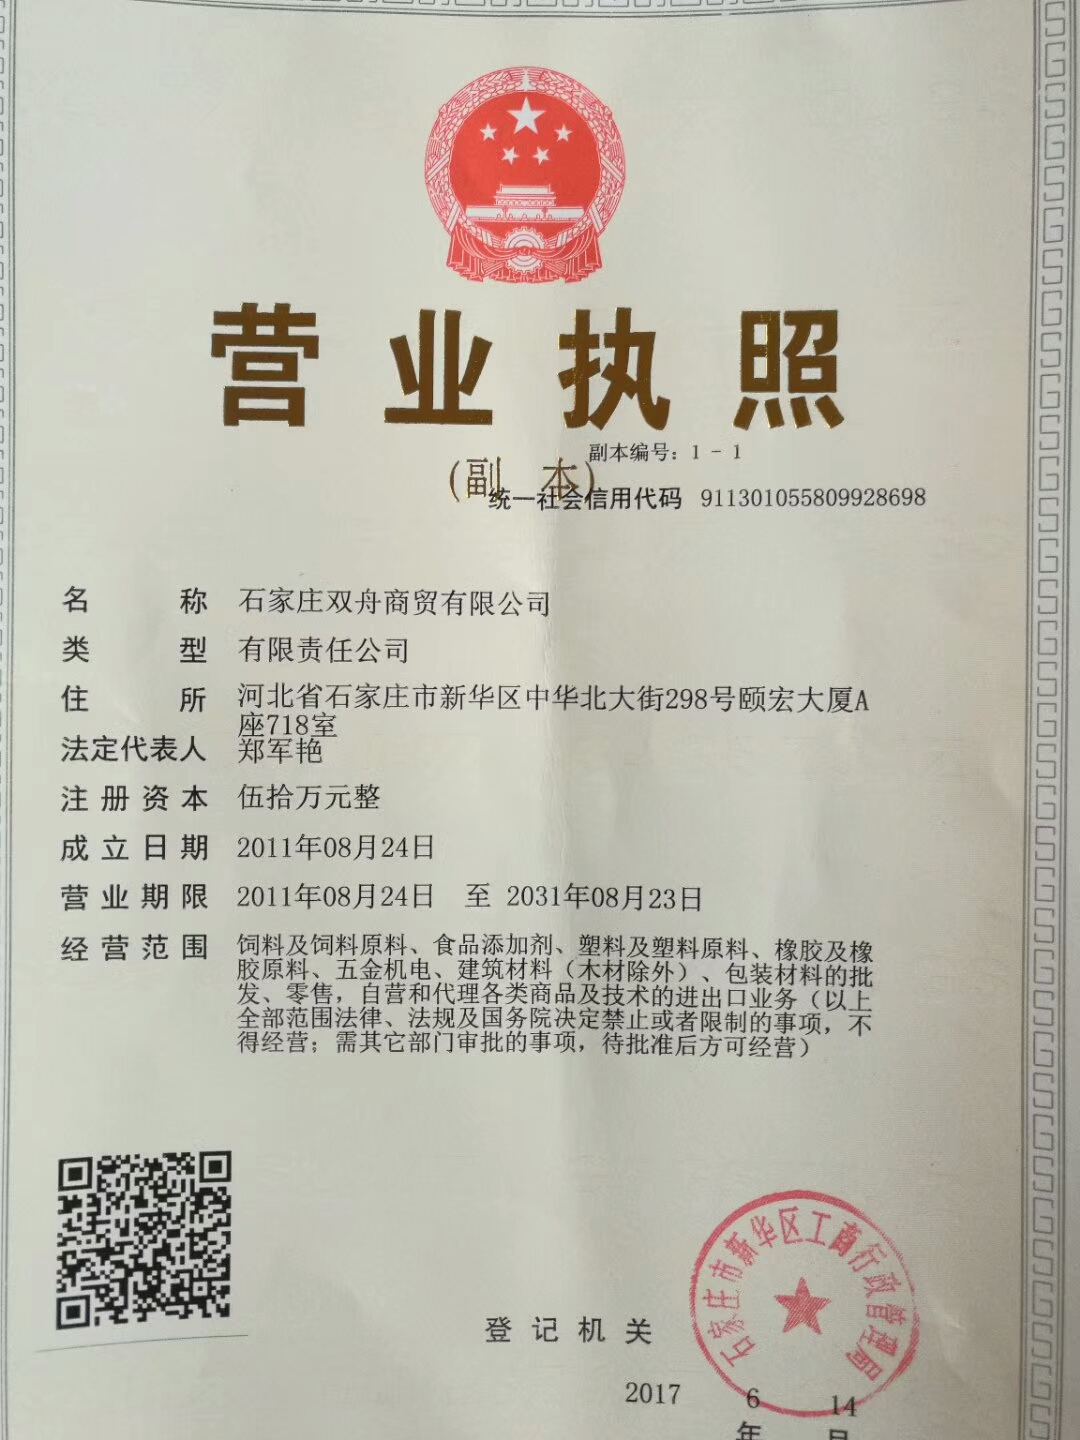 营业执照
副本编号：1 - 1
（副 本）
统一社会信用代码 911301055809928698
名称 石家庄双舟商贸有限公司
类型 有限责任公司
住所 河北省石家庄市新华区中华北大街298号颐宏大厦A
座718室
法定代表人 郑军艳
注册资本 伍拾万元整
成立日期 2011年08月24日
营业期限 2011年08月24日 至 2031年08月23日
经营范围 饲料及饲料原料、食品添加剂、塑料及塑料原料、橡胶及橡
胶原料、五金机电、建筑材料（木材除外）、包装材料的批
发、零售，自营和代理各类商品及技术的进出口业务（以上
全部范围法律、法规及国务院决定禁止或者限制的事项，不
得经营；需其它部门审批的事项，待批准后方可经营）
石家庄市新华区工商行政管理局
登记机关
2017 6 14
年 月